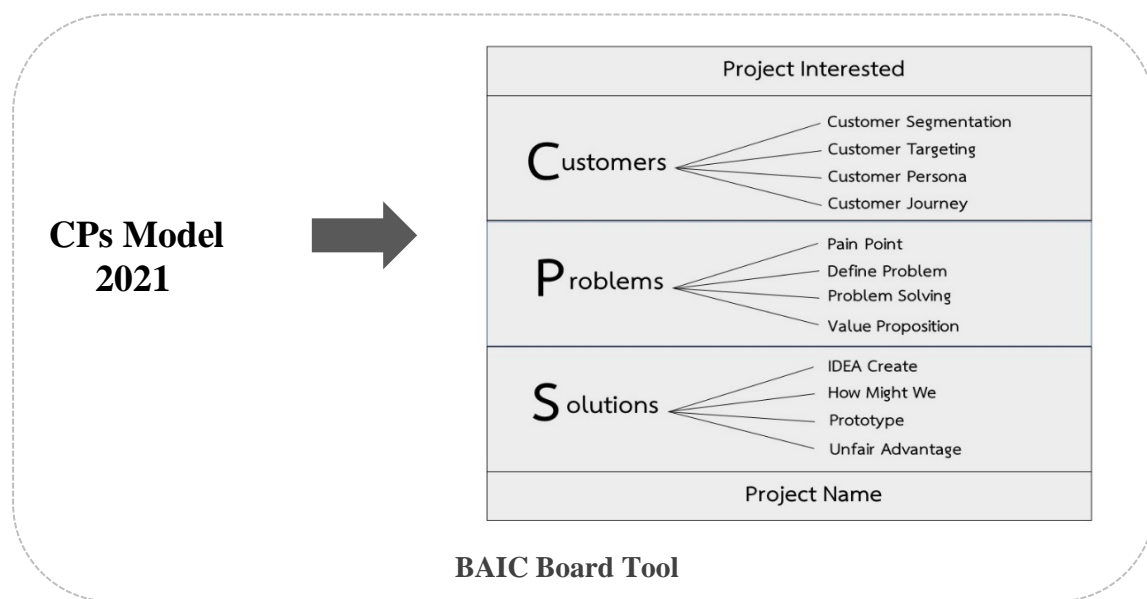 CPs Model
2021
Project Interested
Customers
Customer Segmentation
Customer Targeting
Customer Persona
Customer Journey
Problems
Pain Point
Define Problem
Problem Solving
Value Proposition
Solutions
IDEA Create
How Might We
Prototype
Unfair Advantage
Project Name
BAIC Board Tool